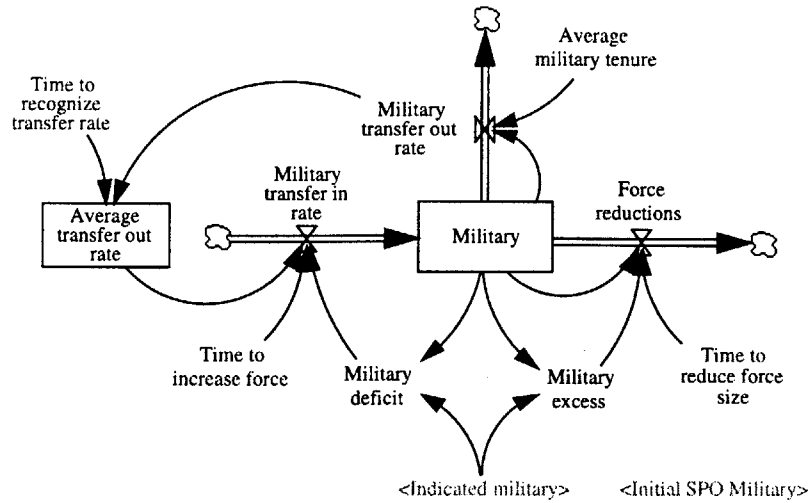 Average
military tenure
Time to
recognize
transfer rate
Military
transfer out
rate
Military
transfer in
rate
Force
reductions
Average
transfer out
rate
Military
Time to
increase force
Military
deficit
Military
excess
Time to
reduce force
size
<Indicated military>
<Initial SPO Military>